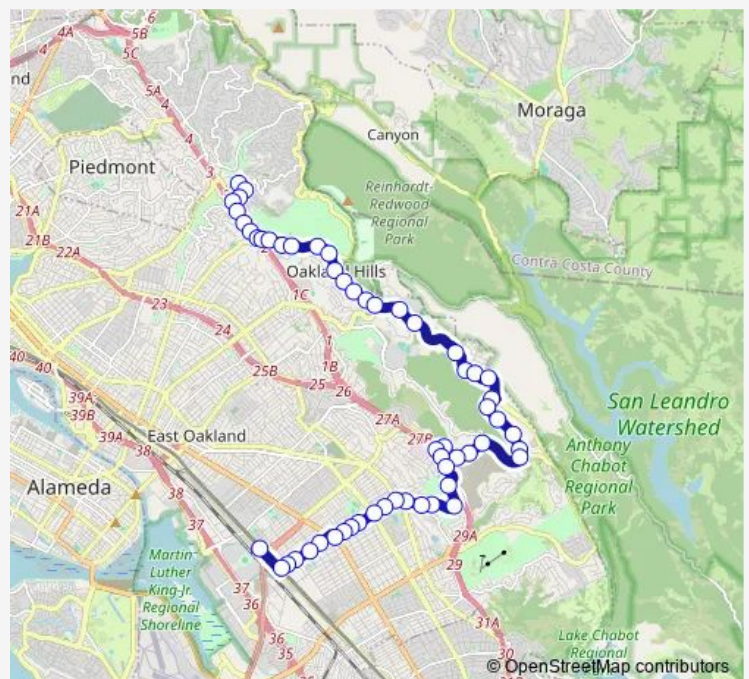 6
4A
5B
4
5C
nd
5A
4
Moraga
Canyon
4
Piedmont
3
Reinhardt-
Redwood
Regional
Park
21A
21B
22A
2
Contra Costa County
Oakland Hills
1C
23
24
1
1B
40
40
25B
25
26
39A
39B
27A
San Leandro
Watershed
39A
38
East Oakland
27B
Anthony
Chabot
Regional
Park
Alameda
38
37
29A
29
Martin
Luther
King-Jr.
Regional
Shoreline
37
36
36
35
31A
30
Lake Chabot
Regional
© OpenStreetMap contributors